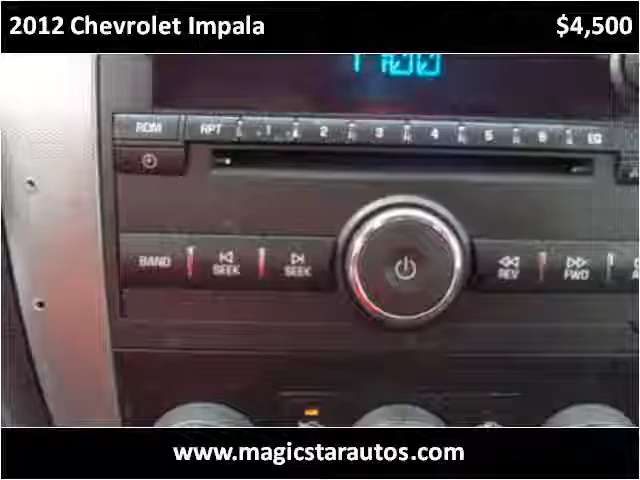 2012 Chevrolet Impala $4,500
RDM RPT 1 2 3 4 5 6 EQ
BAND SEEK SEEK REV FWD
www.magicstarautos.com